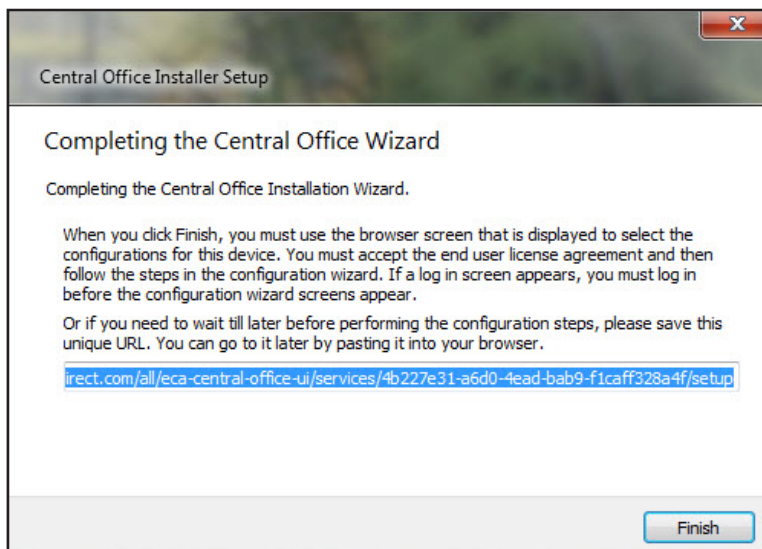 Central Office Installer Setup
Completing the Central Office Wizard
Completing the Central Office Installation Wizard.
When you click Finish, you must use the browser screen that is displayed to select the
configurations for this device. You must accept the end user license agreement and then
follow the steps in the configuration wizard. If a log in screen appears, you must log in
before the configuration wizard screens appear.
Or if you need to wait till later before performing the configuration steps, please save this
unique URL. You can go to it later by pasting it into your browser.
irect.com/all/eca-central-office-ui/services/4b227e31-a6d0-4ead-bab9-f1caff328a4f/setup
Finish